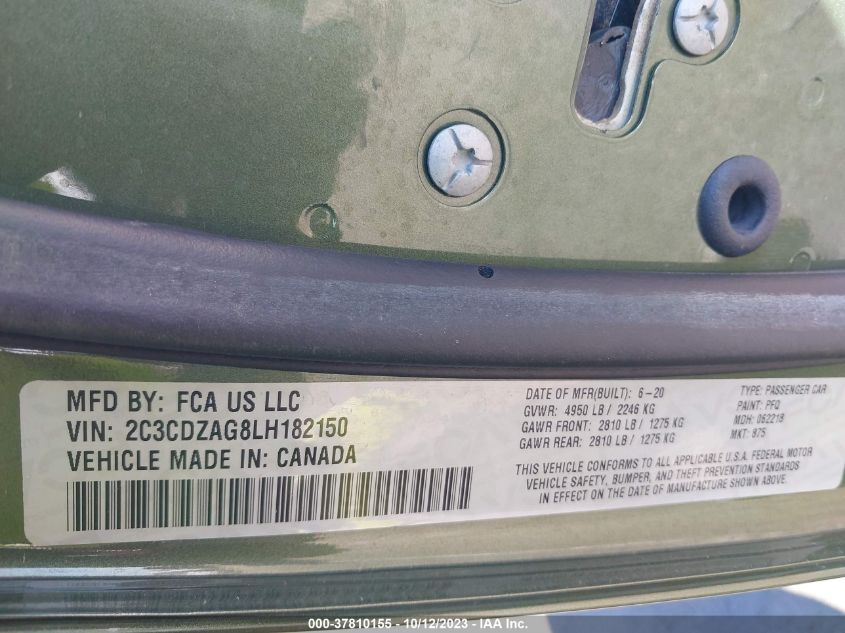 MFD BY: FCA US LLC
VIN: 2C3CDZAG8LH182150
VEHICLE MADE IN: CANADA
DATE OF MFR(BUILT): 6-20
GVWR: 4950 LB / 2246 KG
GAWR FRONT: 2810 LB / 1275 KG
GAWR REAR: 2810 LB / 1275 KG
TYPE: PASSENGER CAR
PAINT: PFQ
MDH: 062218
MKT: 875
THIS VEHICLE CONFORMS TO ALL APPLICABLE U.S.A. FEDERAL MOTOR
VEHICLE SAFETY, BUMPER, AND THEFT PREVENTION STANDARDS
IN EFFECT ON THE DATE OF MANUFACTURE SHOWN ABOVE.
000-37810155 - 10/12/2023 - IAA Inc.